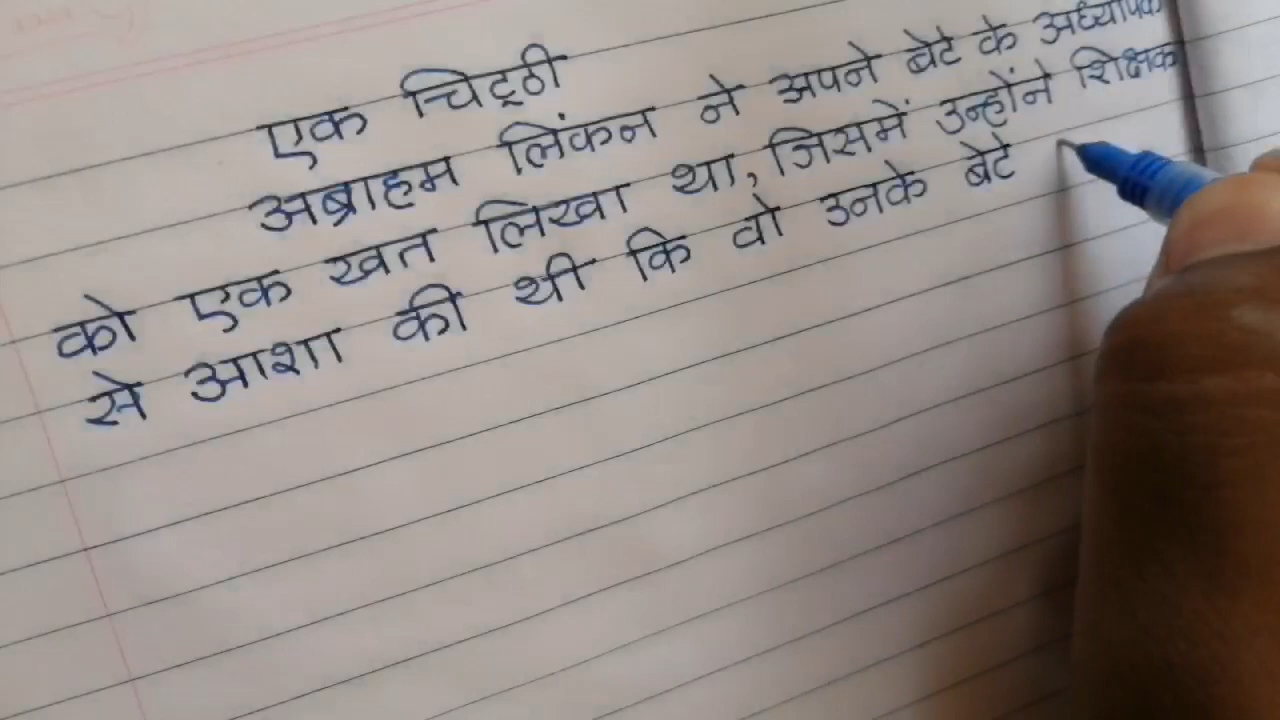 एक चिट्ठी
अब्राहम लिंकन ने अपने बेटे के अध्यापक
को एक खत लिखा था, जिसमें उन्होंने शिक्षक
से आशा की थी कि वो उनके बेटे